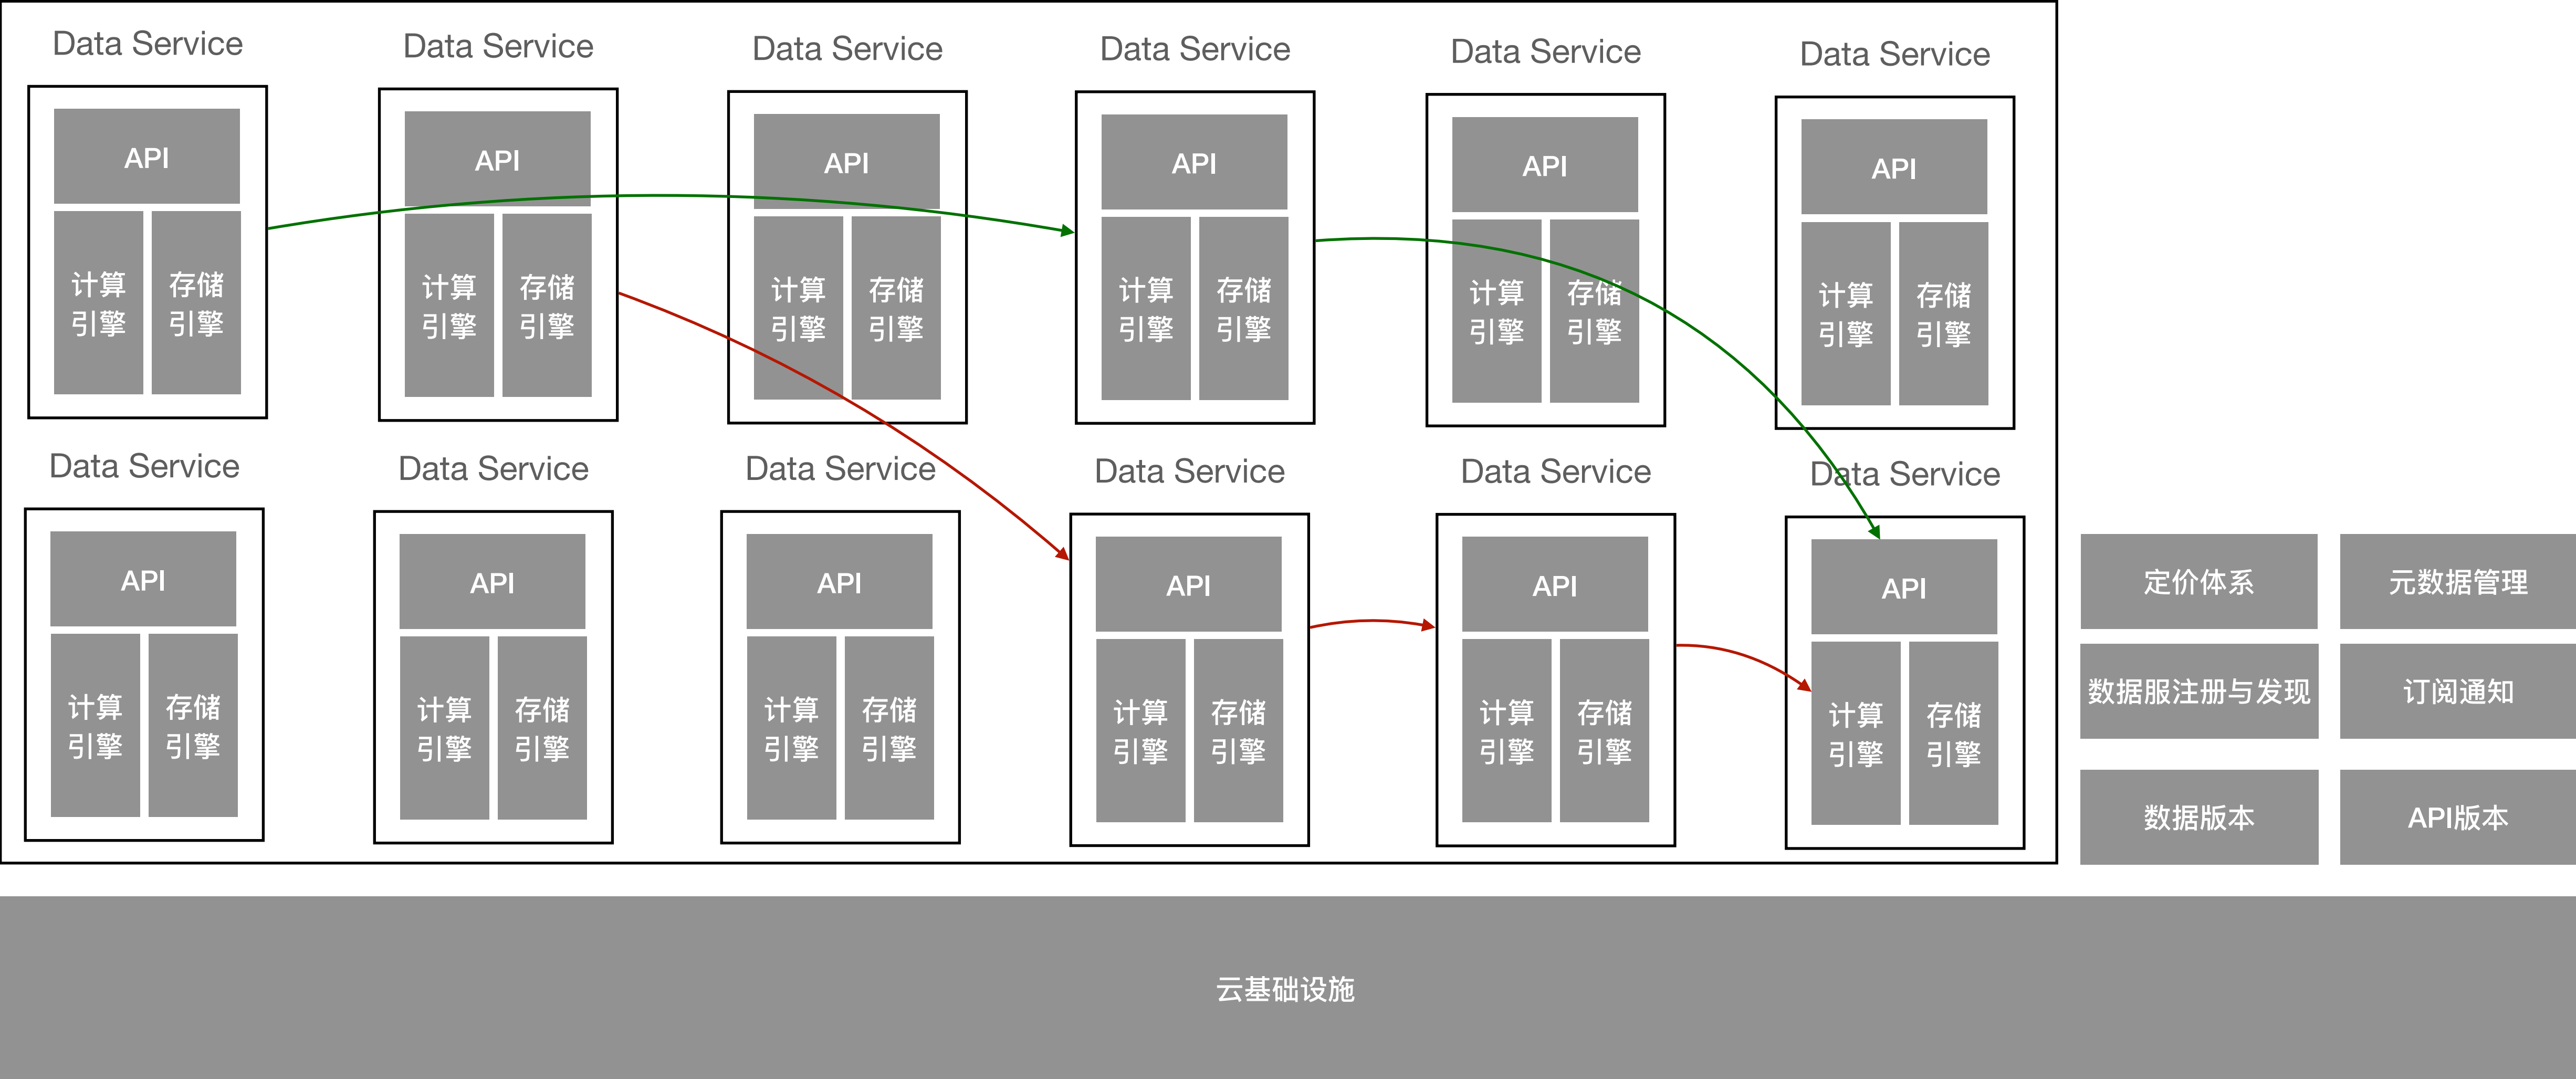 Data Service
Data Service
Data Service
Data Service
Data Service
Data Service
API
API
API
API
API
API
计算
引擎
存储
引擎
计算
引擎
存储
引擎
计算
引擎
存储
引擎
计算
引擎
存储
引擎
计算
引擎
存储
引擎
计算
引擎
存储
引擎
Data Service
Data Service
Data Service
Data Service
Data Service
Data Service
API
API
API
API
API
API
计算
引擎
存储
引擎
计算
引擎
存储
引擎
计算
引擎
存储
引擎
计算
引擎
存储
引擎
计算
引擎
存储
引擎
计算
引擎
存储
引擎
定价体系
元数据管理
数据服注册与发现
订阅通知
数据版本
API版本
云基础设施